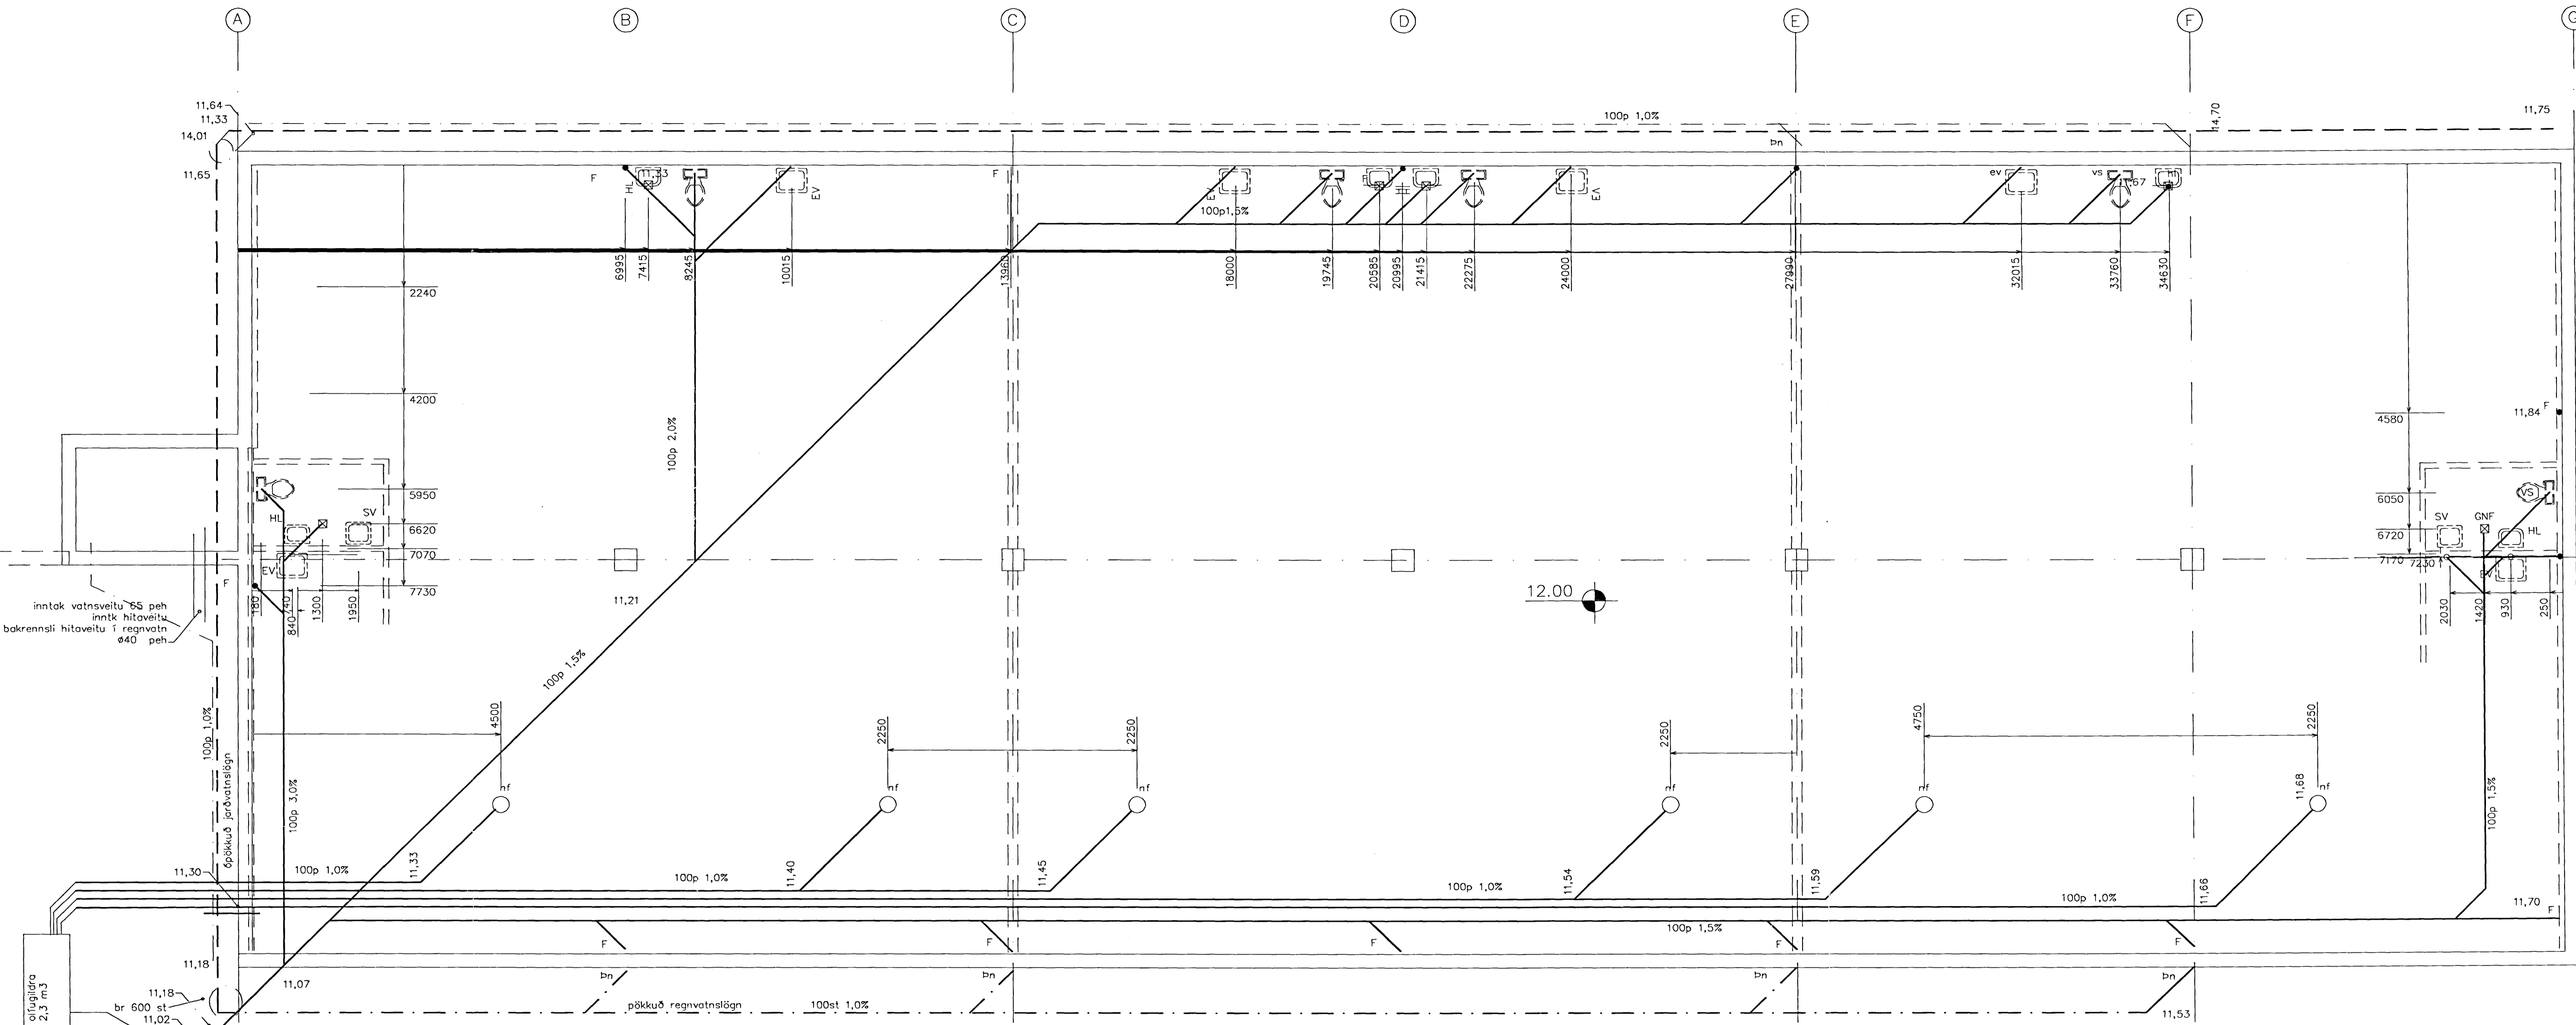 A
B
C
D
E
F
G
11,64
11,33
14,01
11,65
100p 1,0%
Þn
14,70
11,75
F
HL
11,33
EV
F
EV
F
EV
ev
vs
11,67
hl
100p1,5%
6995
7415
8245
10015
13960
18000
19745
20585
20995
21415
22275
24000
27990
32015
33760
34630
2240
4200
5950
6620
7070
7730
100p 2,0%
4580
6050
6720
7170
7230
11,84
F
HL
SV
EV
F
180
740
840
1300
1950
VS
SV
GNF
HL
EV
2030
1420
930
250
inntak vatnsveitu 65 peh
inntk hitaveitu
bakrennsli hitaveitu í regnvatn
ø40 peh
11,21
12.00
100p 1,5%
100p 1,0%
óþökkuð jarðvatnslögn
100p 3,0%
4500
2250
2250
2250
4750
2250
nf
nf
nf
nf
nf
nf
11,68
100p 1,5%
11,30
100p 1,0%
11,33
100p 1,0%
11,40
11,45
100p 1,0%
11,54
11,59
100p 1,0%
11,66
11,70
F
100p 1,5%
F
F
F
F
F
11,18
11,07
Þn
Þn
Þn
Þn
olíugildra
2,3 m3
11,18
br 600 st
11,02
þökkuð regnvatnslögn
100st 1,0%
11,53